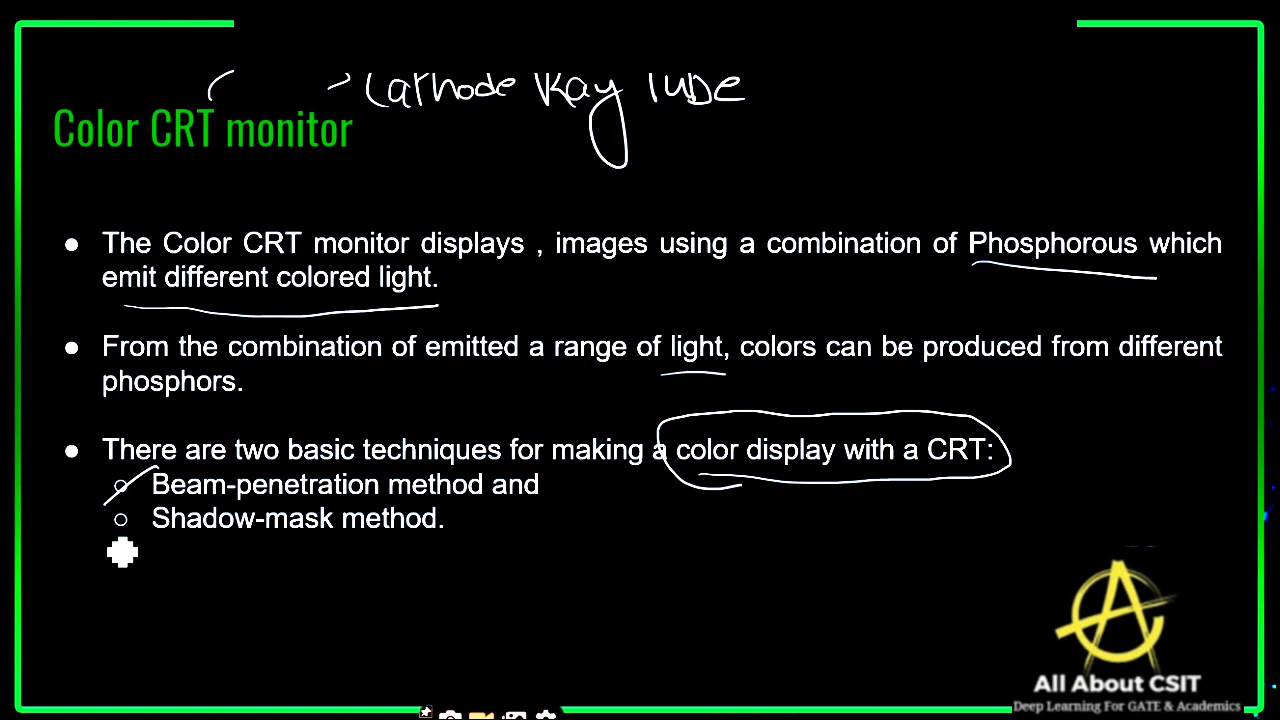 Cathode Ray Tube
Color CRT monitor
● The Color CRT monitor displays , images using a combination of Phosphorous which
emit different colored light.
● From the combination of emitted a range of light, colors can be produced from different
phosphors.
● There are two basic techniques for making a color display with a CRT:
○ Beam-penetration method and
○ Shadow-mask method.
All About CSIT
Deep Learning For GATE & Academics